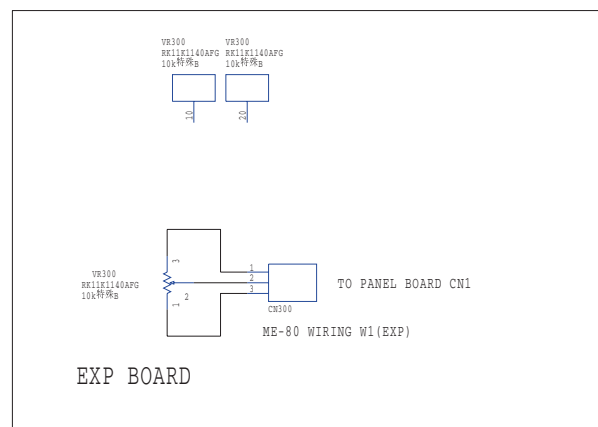 VR300
RK11K1140AFG
10k特殊B
VR300
RK11K1140AFG
10k特殊B
10
20
VR300
RK11K1140AFG
10k特殊B
3
2
1
1
2
3
CN300
TO PANEL BOARD CN1
ME-80 WIRING W1(EXP)
EXP BOARD